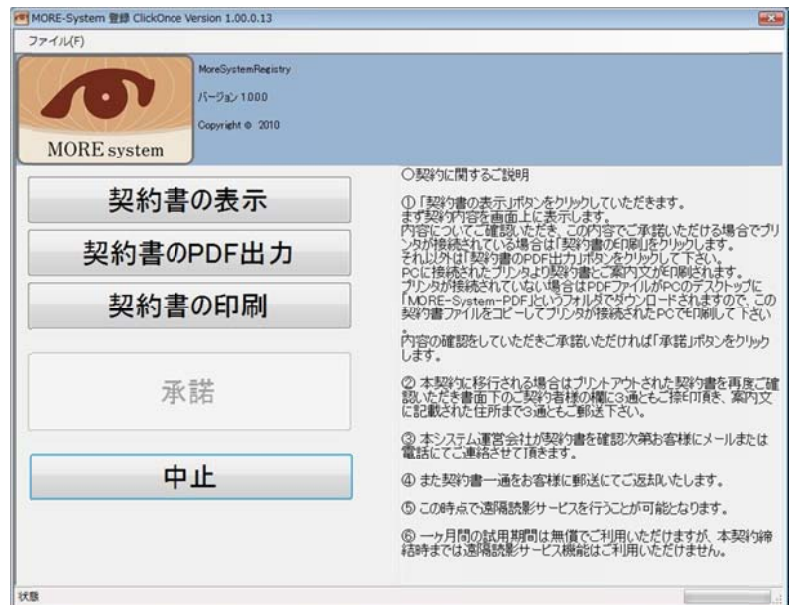 MORE-System 登録 ClickOnce Version 1.00.0.13
ファイル(F)
MoreSystemRegistry
バージョン 1.0.0.0
Copyright © 2010
MORE system
契約書の表示
契約書のPDF出力
契約書の印刷
承諾
中止
○契約に関するご説明
①「契約書の表示」ボタンをクリックしていただきます。
まず契約内容を画面上に表示します。
内容についてご確認いただき、この内容でご承諾いただける場合でプリ
ンタが接続されている場合は「契約書の印刷」をクリックします。
それ以外は「契約書のPDF出力」ボタンをクリックして下さい。
PCに接続されたプリンタより契約書とご案内文が印刷されます。
プリンタが接続されていない場合はPDFファイルがPCのデスクトップに
「MORE-System-PDF」というフォルダでダウンロードされますので、この
契約書ファイルをコピーしてプリンタが接続されたPCで印刷して下さい
。
内容の確認をしていただきご承諾いただければ「承諾」ボタンをクリック
します。
② 本契約に移行される場合はプリントアウトされた契約書を再度ご確
認いただき書面下のご契約者様の欄に3通ともご捺印頂き、案内文
に記載された住所まで3通ともご郵送下さい。
③ 本システム運営会社が契約書を確認次第お客様にメールまたは
電話にてご連絡させて頂きます。
④ また契約書一通をお客様に郵送にてご返却いたします。
⑤ この時点で遠隔読影サービスを行うことが可能となります。
⑥ 一ヶ月間の試用期間は無償でご利用いただけますが、本契約締
結時までは遠隔読影サービス機能はご利用いただけません。
状態